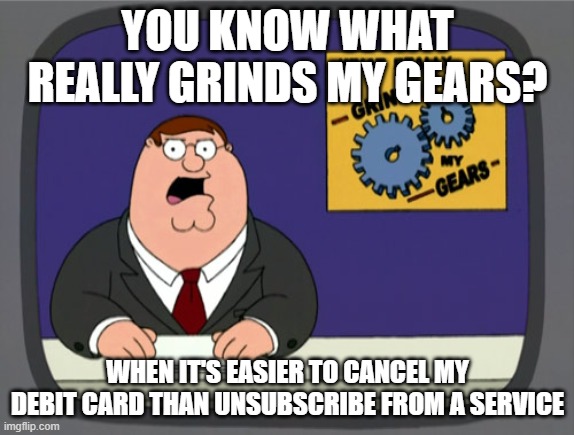 YOU KNOW WHAT
REALLY GRINDS MY GEARS?
GRIN
MY
GEARS
WHEN IT'S EASIER TO CANCEL MY
DEBIT CARD THAN UNSUBSCRIBE FROM A SERVICE
imgflip.com